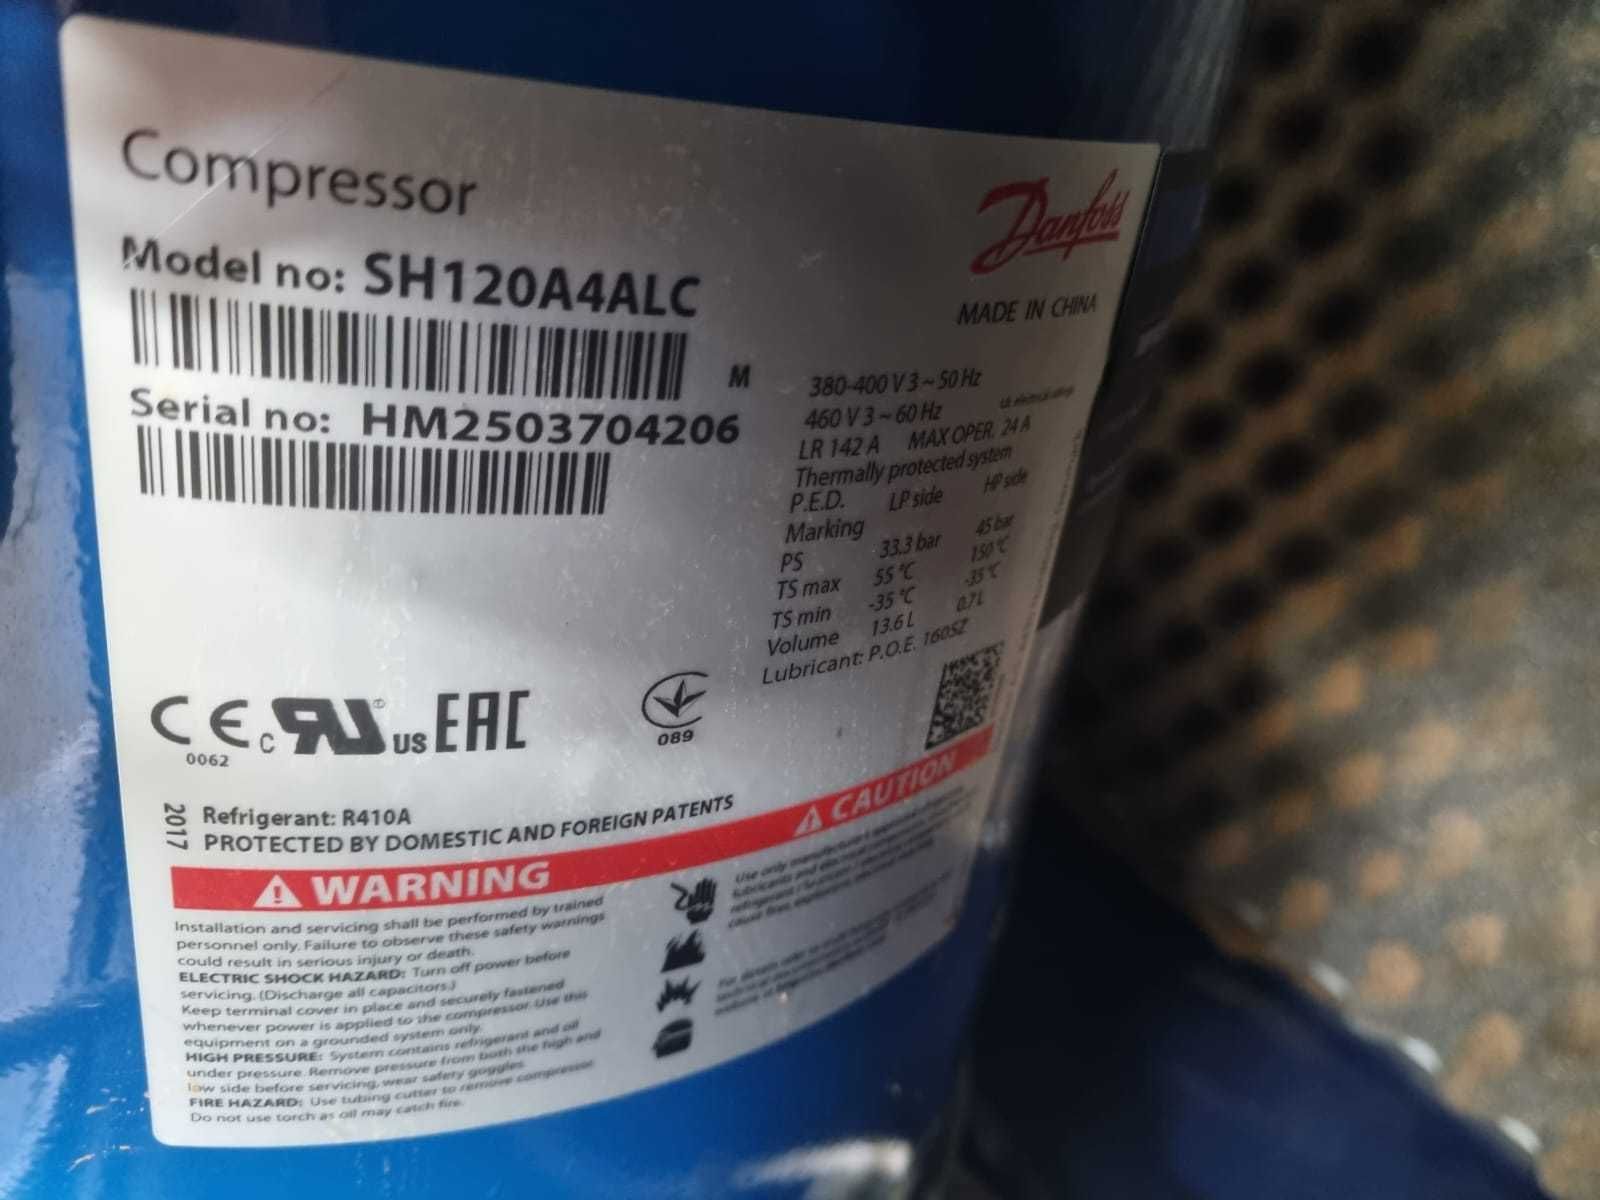 Compressor
Danfoss
MADE IN CHINA
Model no: SH120A4ALC
M
Serial no: HM2503704206
380-400 V 3 ~ 50 Hz
460 V 3 ~ 60 Hz
LR 142 A MAX OPER. 24 A
Thermally protected system
P.E.D. LP side HP side
Marking
PS 33.3 bar 45 bar
TS max 55 °C 150 °C
TS min -35 °C -35 °C
Volume 13.6 L 0.7 L
Lubricant: P.O.E. 160SZ
CE c RU ® US EAC
0062
089
2017
Refrigerant: R410A
PROTECTED BY DOMESTIC AND FOREIGN PATENTS
WARNING
CAUTION
Installation and servicing shall be performed by trained
personnel only. Failure to observe these safety warnings
could result in serious injury or death.
ELECTRIC SHOCK HAZARD: Turn off power before
servicing. (Discharge all capacitors.)
Keep terminal cover in place and securely fastened
whenever power is applied to the compressor. Use this
equipment on a grounded system only.
HIGH PRESSURE: System contains refrigerant and oil
under pressure. Remove pressure from both the high and
low side before servicing, wear safety goggles.
FIRE HAZARD: Use tubing cutter to remove compressor.
Do not use torch as oil may catch fire.
Use only manufacturer's approved